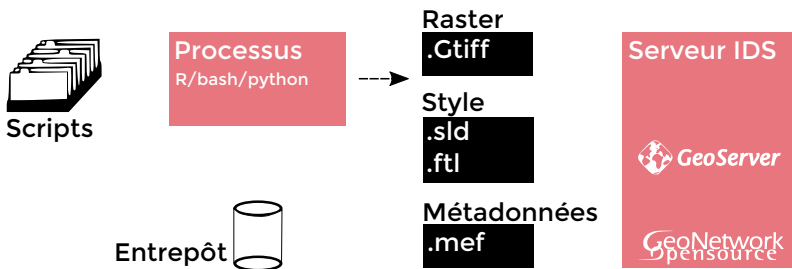 Scripts
Processus
R/bash/python
Entrepôt
Raster
.Gtiff
Style
.sld
.ftl
Métadonnées
.mef
Serveur IDS
GeoServer
GeoNetwork
Opensource